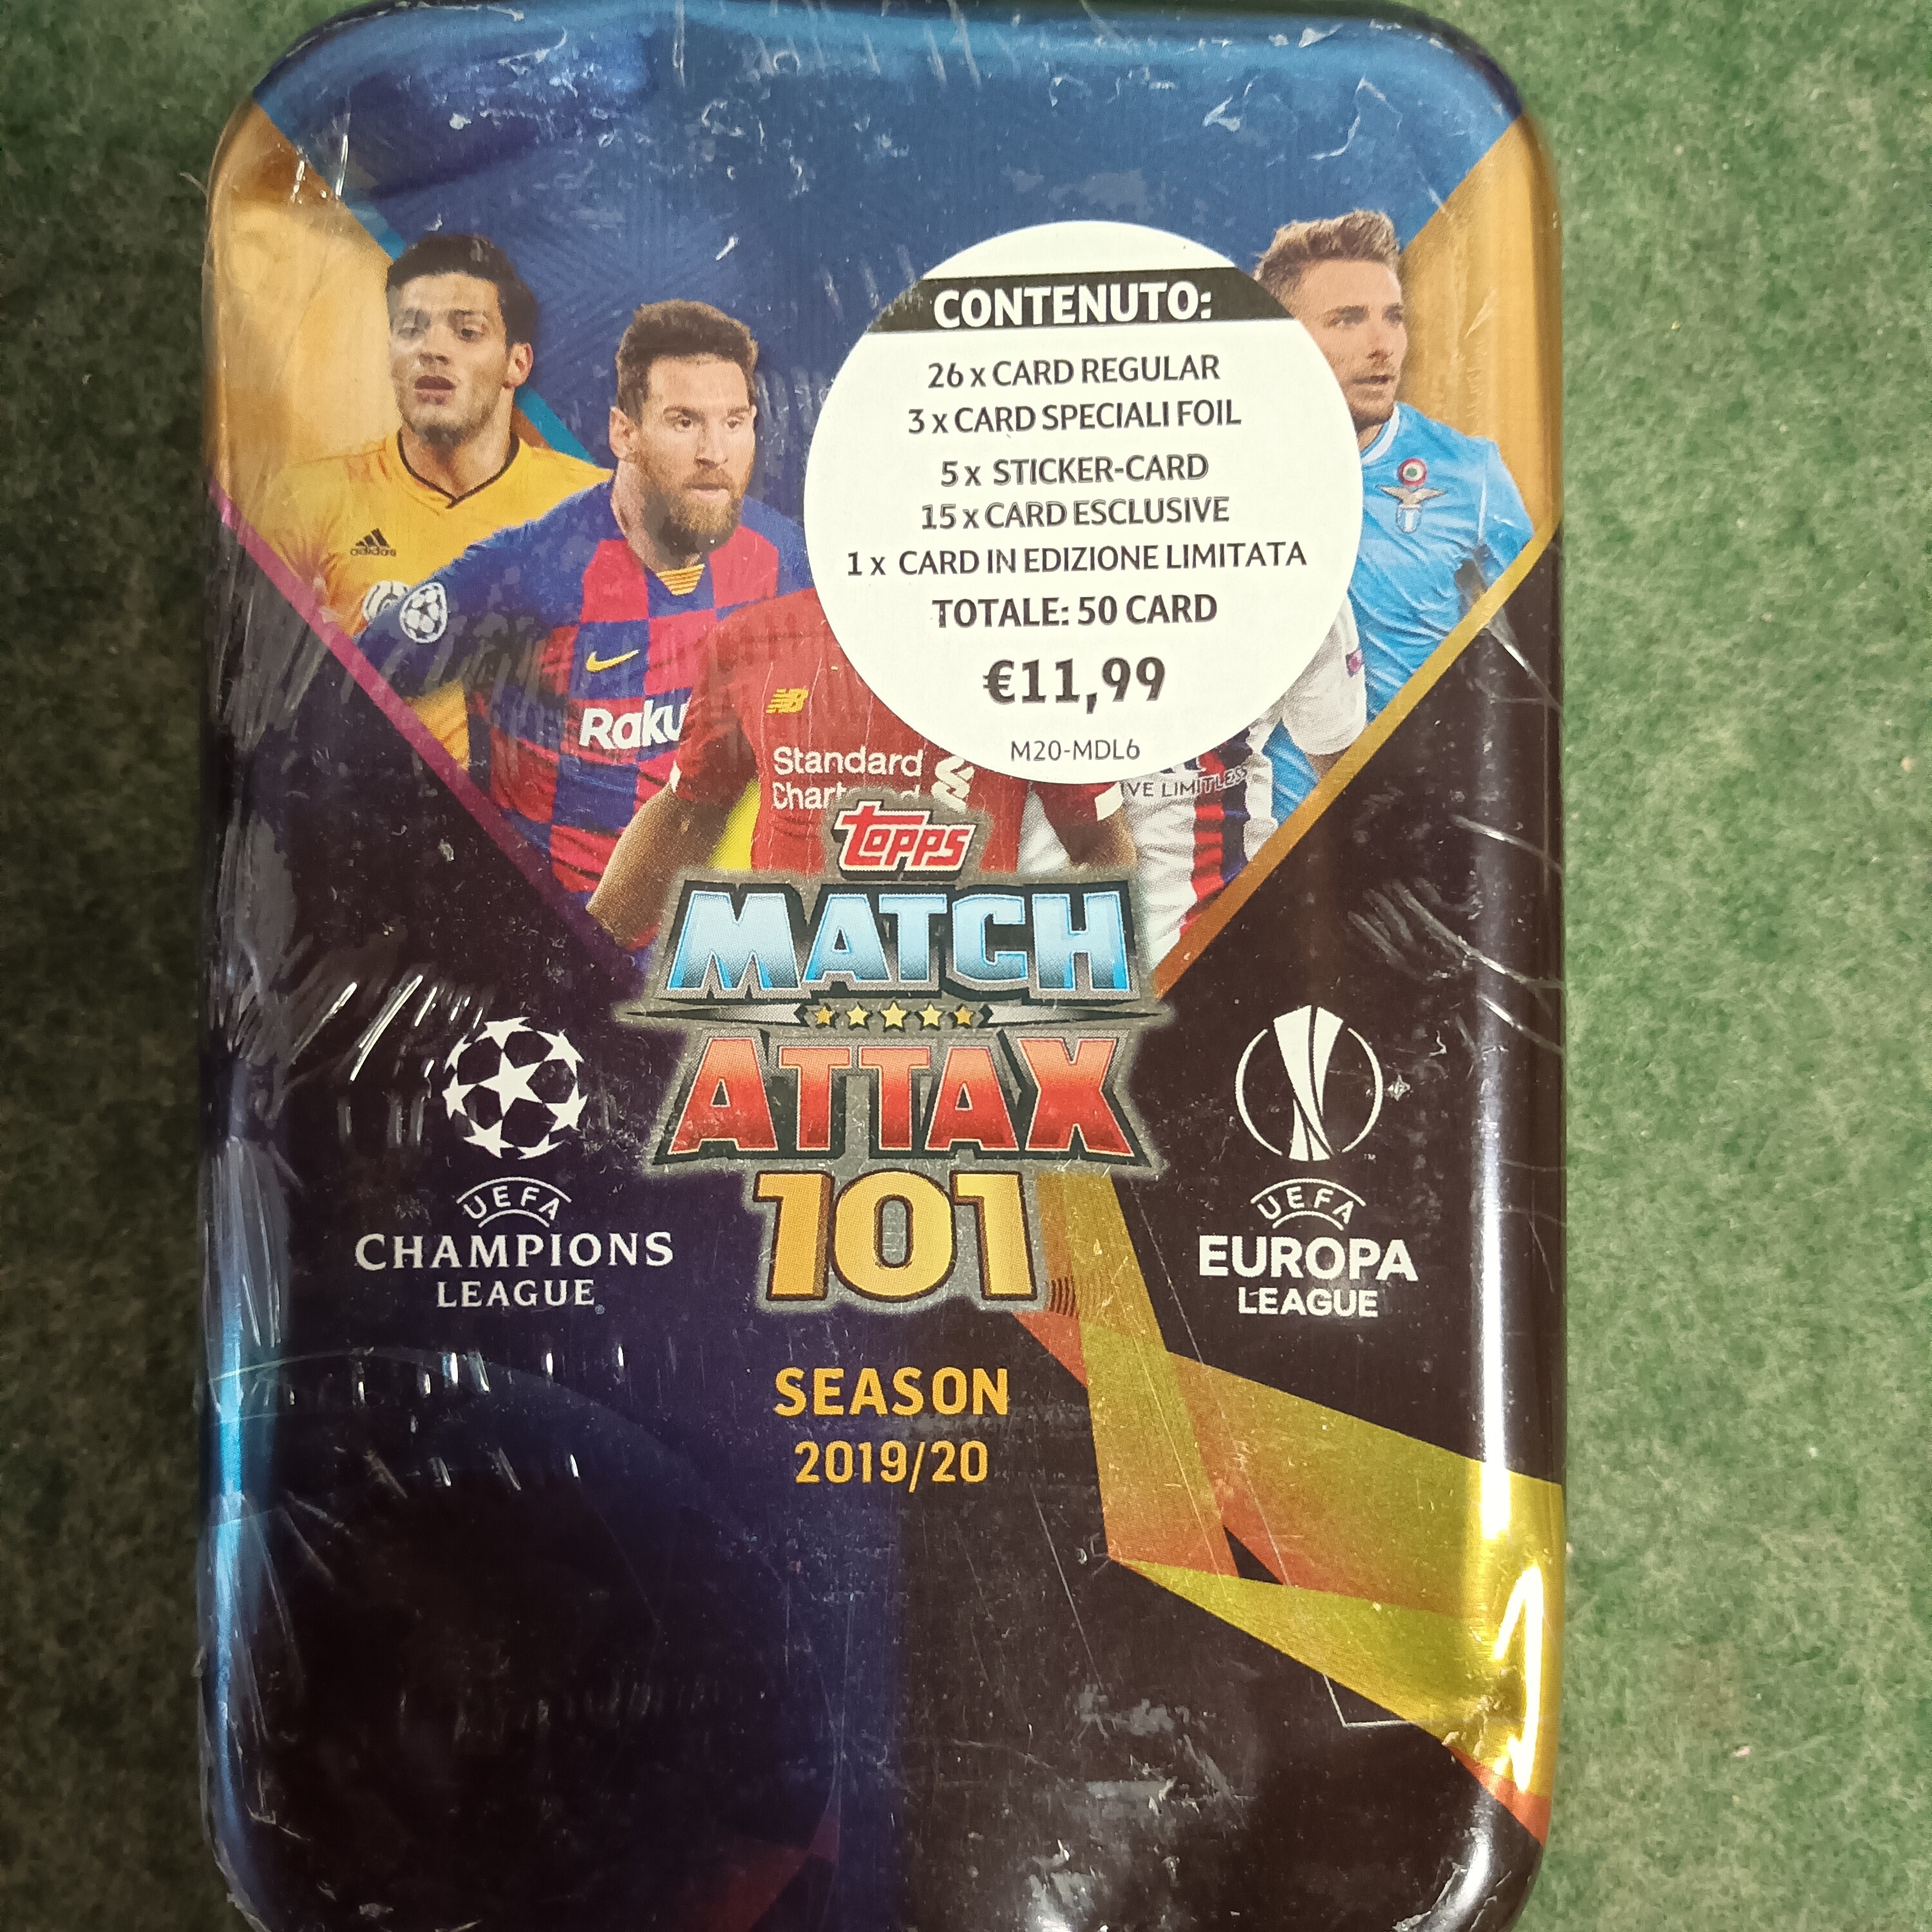 CONTENUTO:
26 x CARD REGULAR
3 x CARD SPECIALI FOIL
5 x STICKER-CARD
15 x CARD ESCLUSIVE
1 x CARD IN EDIZIONE LIMITATA
TOTALE: 50 CARD
€11,99
M20-MDL6
adidas
Raku
Standard
LIMITLESS
topps
MATCH
ATTAX
101
UEFA
CHAMPIONS
LEAGUE
UEFA
EUROPA
LEAGUE
SEASON
2019/20